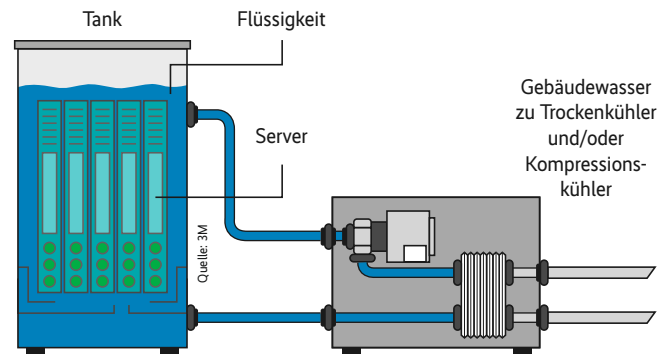 Tank
Flüssigkeit
Server
Quelle: 3M
Gebäudewasser
zu Trockenkühler
und/oder
Kompressions-
kühler